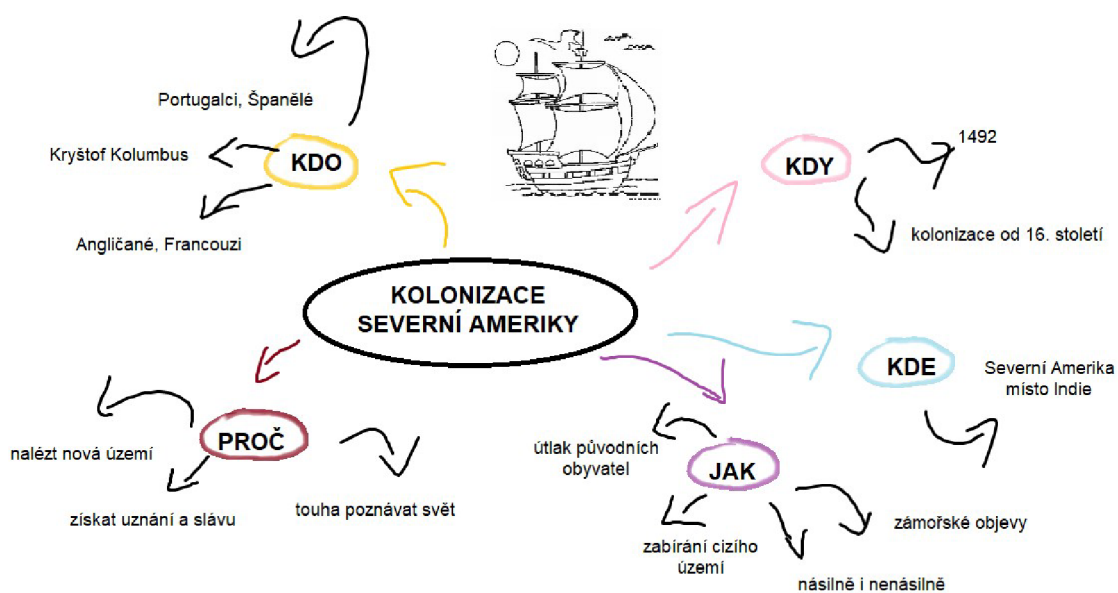 Portugalci, Španělé
Kryštof Kolumbus
KDO
Angličané, Francouzi
KDY
1492
kolonizace od 16. století
KOLONIZACE
SEVERNÍ AMERIKY
KDE
Severní Amerika
místo Indie
PROČ
nalézt nová území
získat uznání a slávu
touha poznávat svět
JAK
útlak původních
obyvatel
zabírání cizího
území
násilně i nenásilně
zámořské objevy